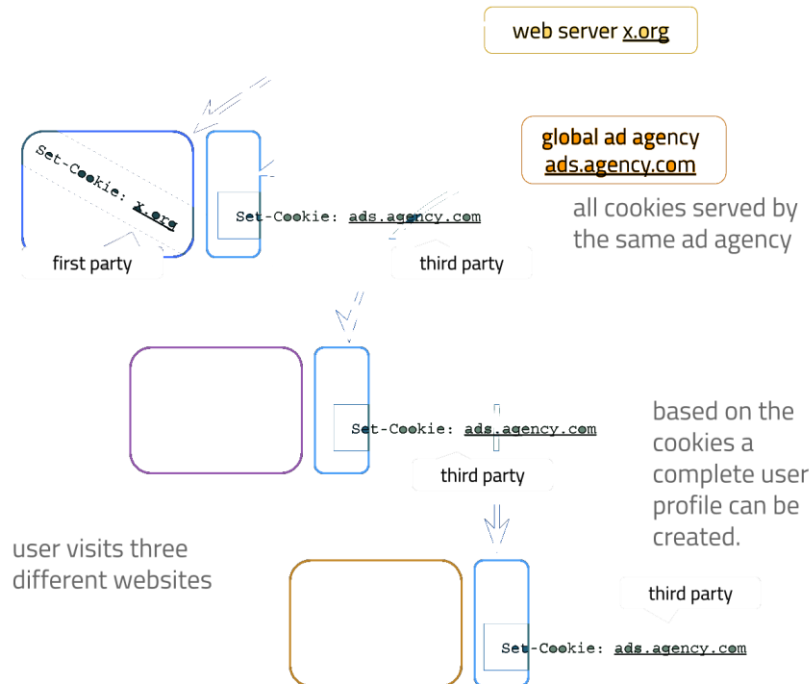 web server x.org
global ad agency
ads.agency.com
all cookies served by
the same ad agency
Set-Cookie: x.org
first party
Set-Cookie: ads.agency.com
third party
Set-Cookie: ads.agency.com
third party
based on the
cookies a
complete user
profile can be
created.
user visits three
different websites
third party
Set-Cookie: ads.agency.com